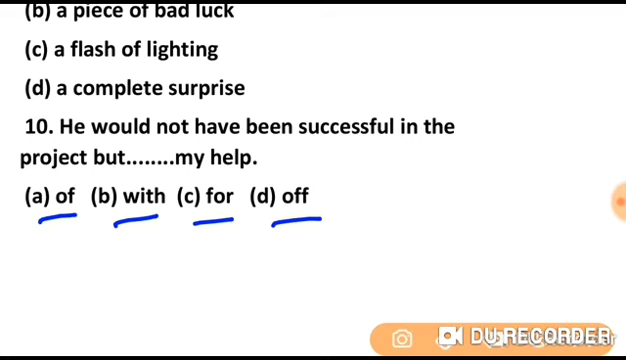 (b) a piece of bad luck
(c) a flash of lighting
(d) a complete surprise
10. He would not have been successful in the
project but........my help.
(a) of (b) with (c) for (d) off
DU RECORDER